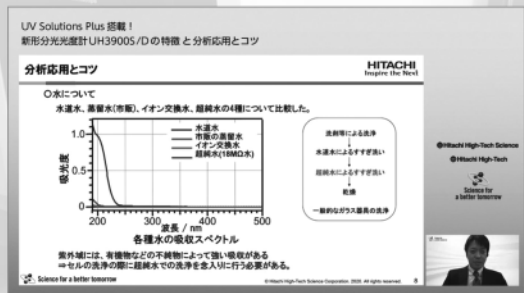 UV Solutions Plus 搭載！
新形分光光度計UH3900S/Dの特徴と分析応用とコツ
分析応用とコツ
HITACHI
Inspire the Next
○水について
水道水、蒸留水(市販)、イオン交換水、超純水の4種について比較した。
1.0
0.5
0.0
吸光度
水道水
市販の蒸留水
イオン交換水
超純水(18MΩ水)
200
300
400
500
波長 / nm
各種水の吸収スペクトル
洗剤等による洗浄
水道水によるすすぎ洗い
超純水によるすすぎ洗い
乾燥
一般的なガラス器具の洗浄
紫外域には、有機物などの不純物によって強い吸収がある
⇒セルの洗浄の際に超純水での洗浄を念入りに行う必要がある。
Science for a better tomorrow
© Hitachi High-Tech Science Corporation. 2020. All rights reserved.
@Hitachi High-Tech Science
@Hitachi High-Tech
Science for
a better tomorrow